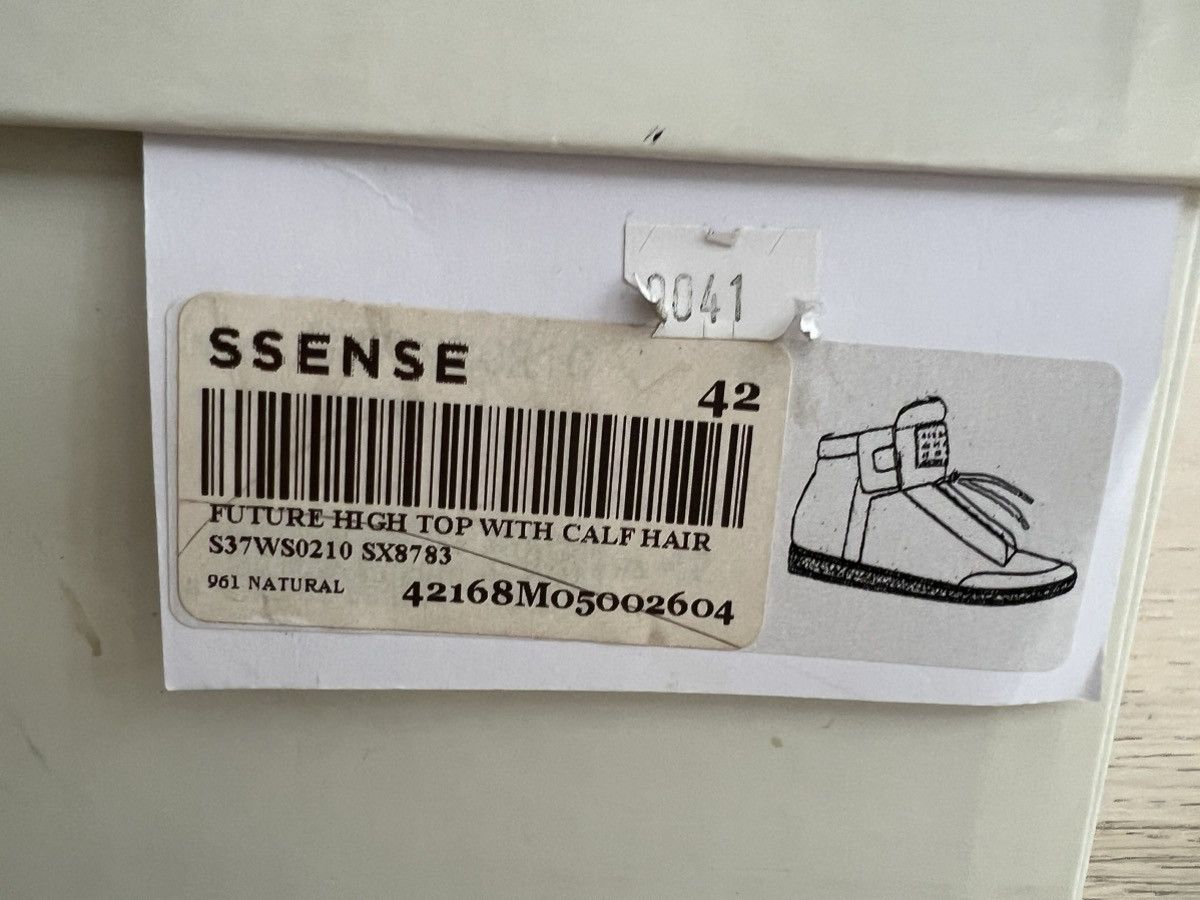 9041
SSENSE
42
FUTURE HIGH TOP WITH CALF HAIR
S37WS0210 SX8783
961 NATURAL
42168M05002604